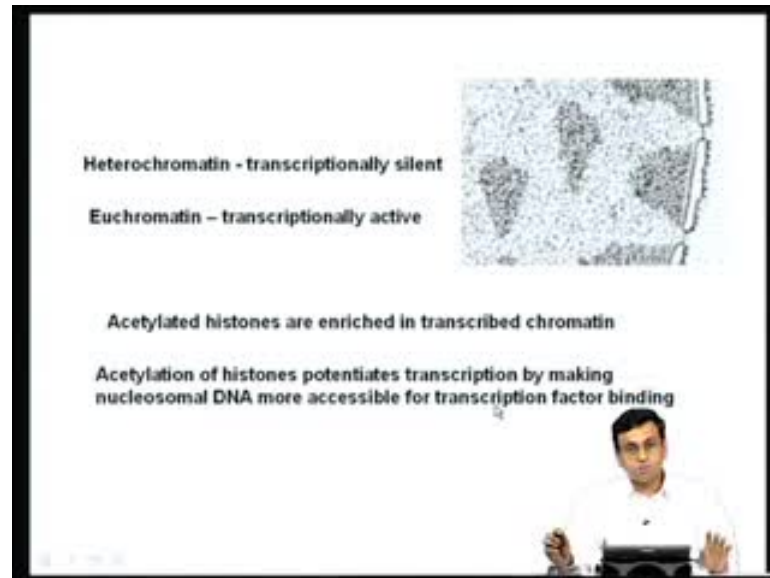 Heterochromatin - transcriptionally silent
Euchromatin – transcriptionally active
Acetylated histones are enriched in transcribed chromatin
Acetylation of histones potentiates transcription by making
nucleosomal DNA more accessible for transcription factor binding